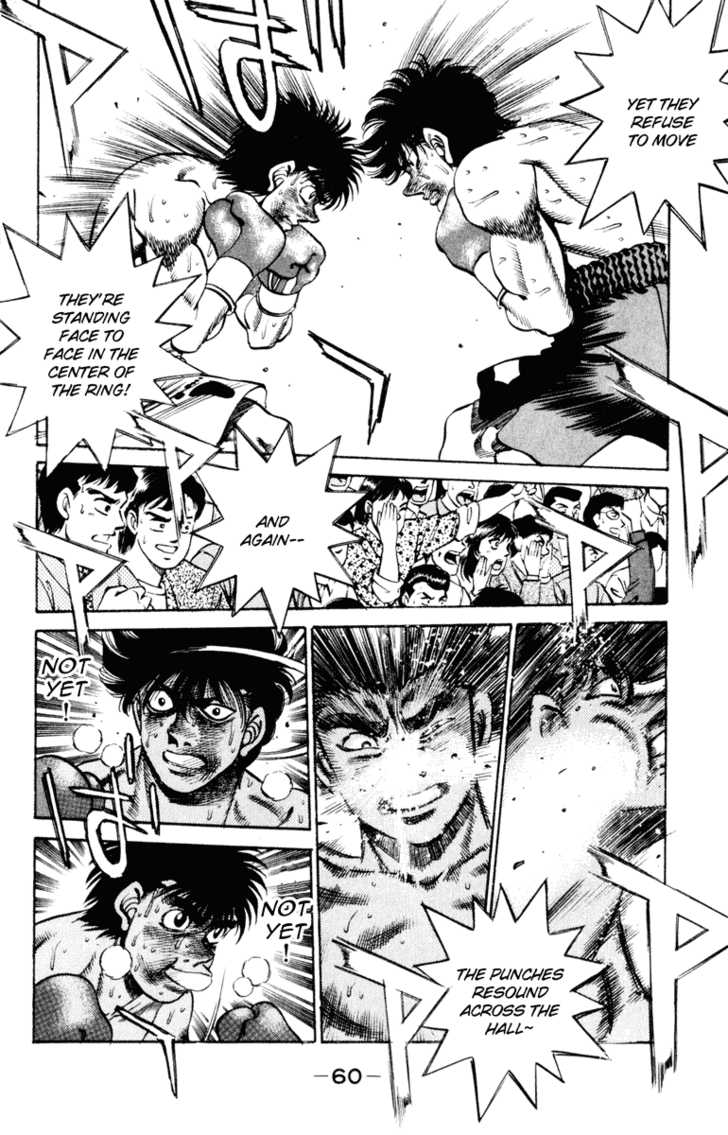 YET THEY
REFUSE
TO MOVE
THEY'RE
STANDING
FACE TO
FACE IN THE
CENTER OF
THE RING!
AND
AGAIN--
NOT
YET
!
NOT
YET
!
THE PUNCHES
RESOUND
ACROSS THE
HALL~
—60—